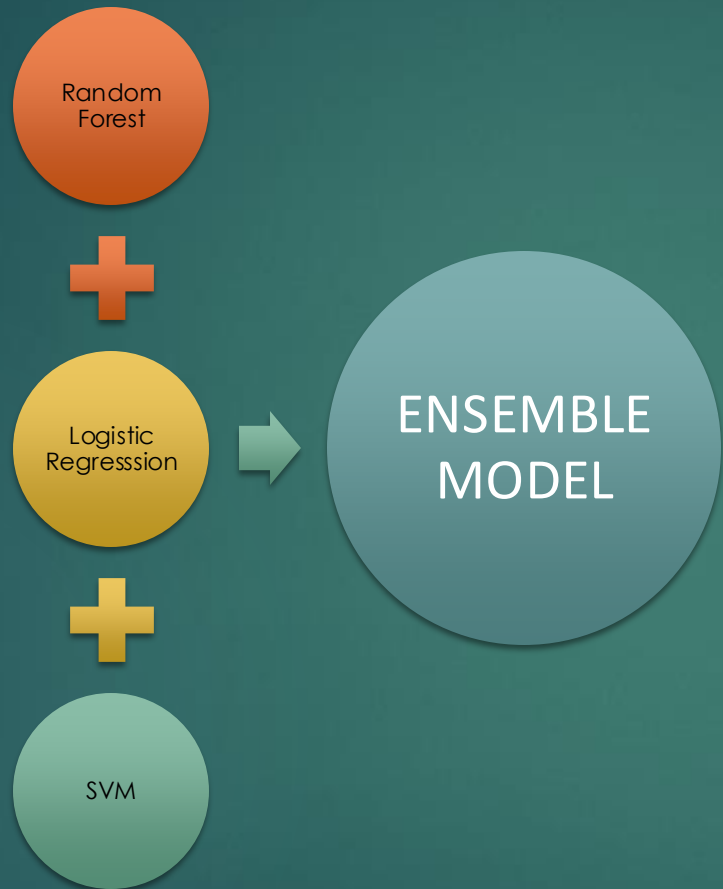 Random
Forest
Logistic
Regresssion
SVM
ENSEMBLE
MODEL